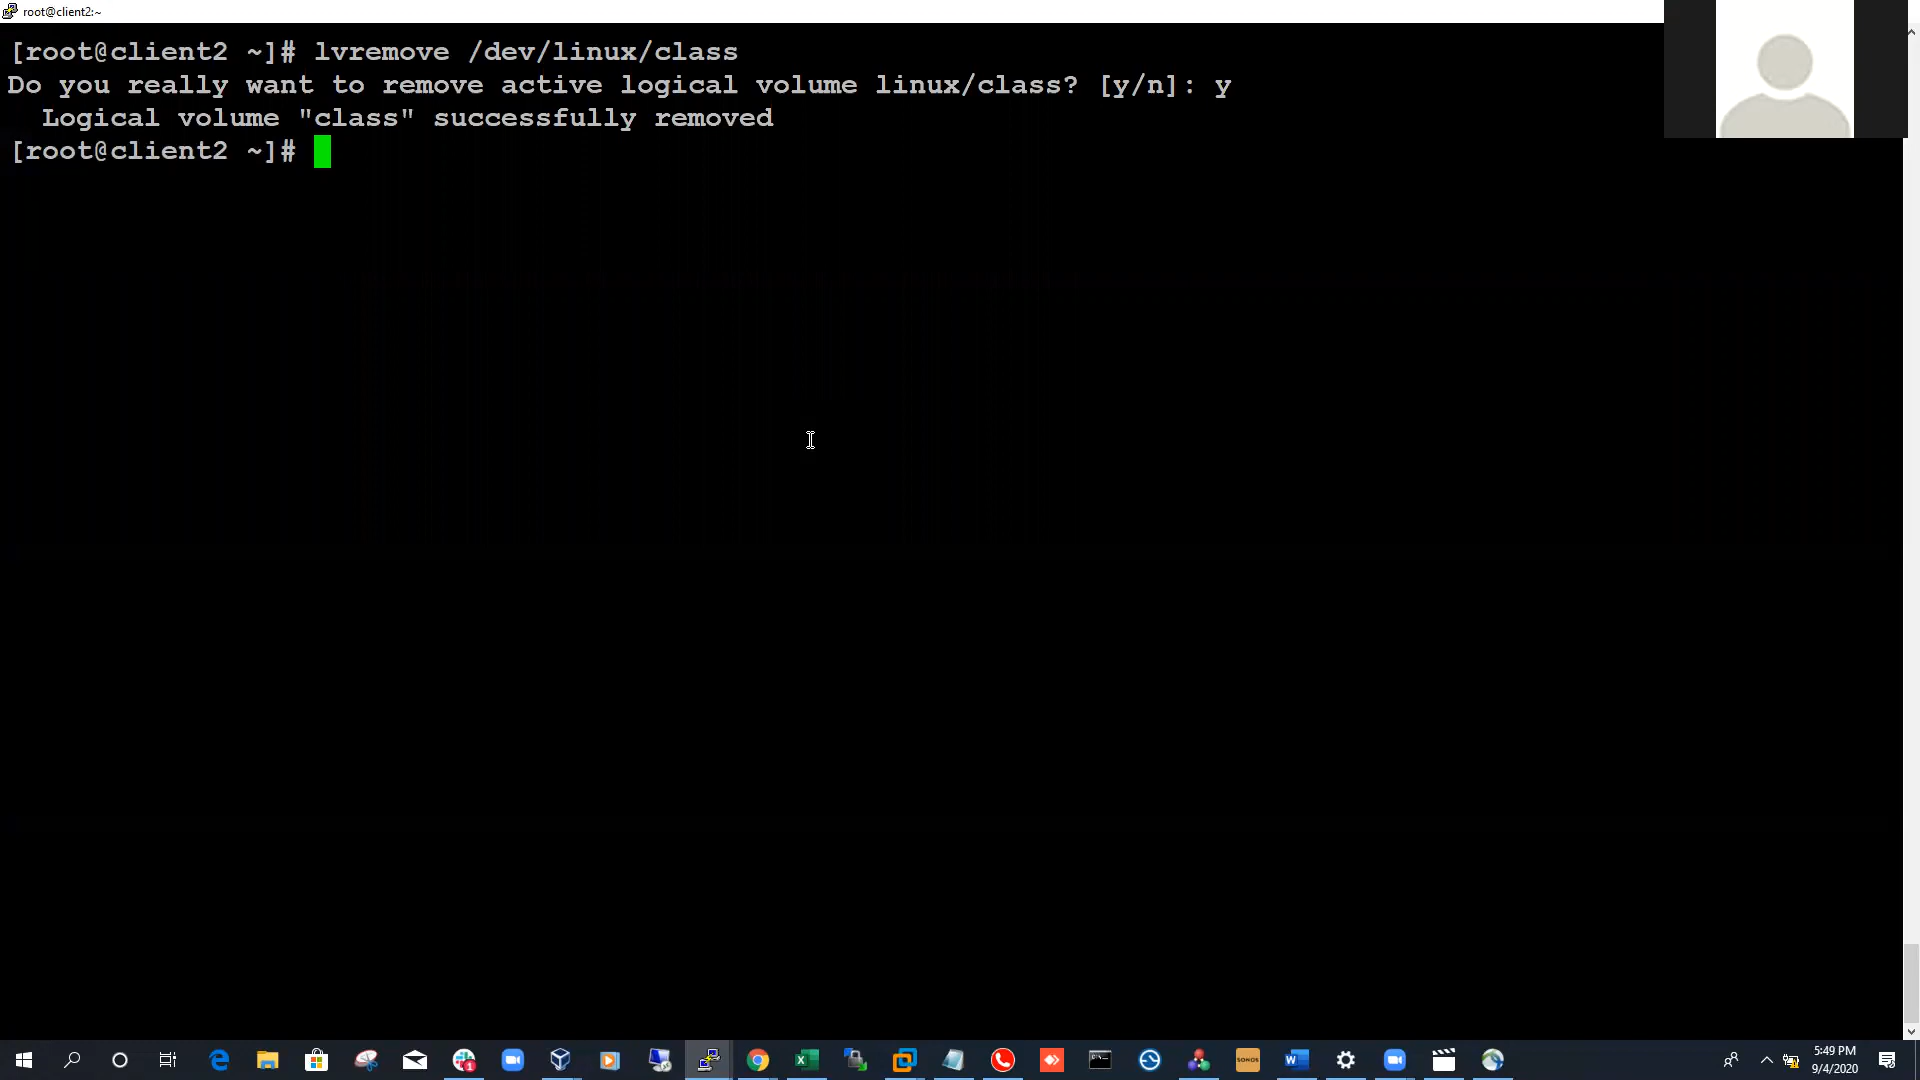 root@client2:~
[root@client2 ~]# lvremove /dev/linux/class
Do you really want to remove active logical volume linux/class? [y/n]: y
  Logical volume "class" successfully removed
[root@client2 ~]#
SONOS
5:49 PM
9/4/2020